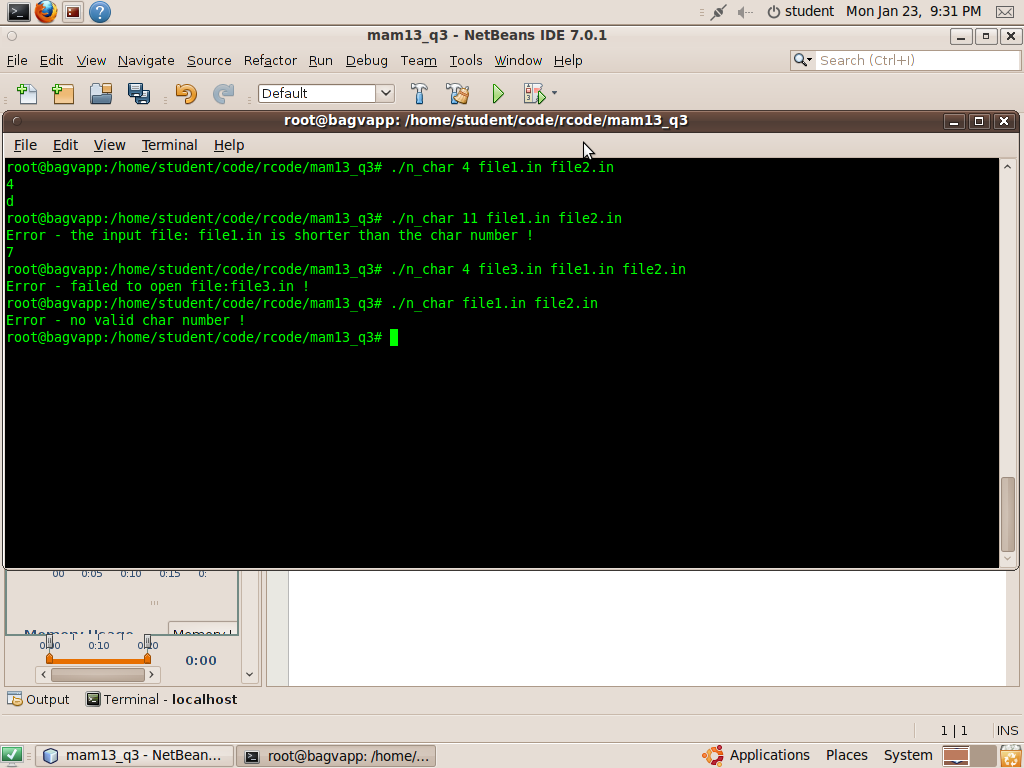 student Mon Jan 23, 9:31 PM
mam13_q3 - NetBeans IDE 7.0.1
File Edit View Navigate Source Refactor Run Debug Team Tools Window Help
Search (Ctrl+I)
Default
root@bagvapp: /home/student/code/rcode/mam13_q3
File Edit View Terminal Help
root@bagvapp:/home/student/code/rcode/mam13_q3# ./n_char 4 file1.in file2.in
4
d
root@bagvapp:/home/student/code/rcode/mam13_q3# ./n_char 11 file1.in file2.in
Error - the input file: file1.in is shorter than the char number !
7
root@bagvapp:/home/student/code/rcode/mam13_q3# ./n_char 4 file3.in file1.in file2.in
Error - failed to open file:file3.in !
root@bagvapp:/home/student/code/rcode/mam13_q3# ./n_char file1.in file2.in
Error - no valid char number !
root@bagvapp:/home/student/code/rcode/mam13_q3#
00 0:05 0:10 0:15 0:
Memory Usage
0:00 0:10 0:20
0:00
Output Terminal - localhost
1 | 1 INS
mam13_q3 - NetBean... root@bagvapp: /home/... Applications Places System